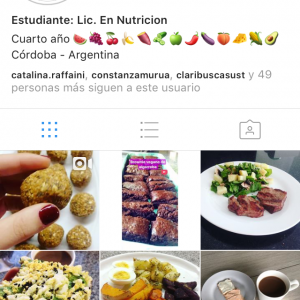 Estudiante: Lic. En Nutricion
Cuarto año 🍉🍇🍒🍌🍠🍏🌶🍆🍤🧀🌽🥑
Córdoba - Argentina
catalina.raffaini, constanzamurua, claribuscasust y 49
personas más siguen a este usuario